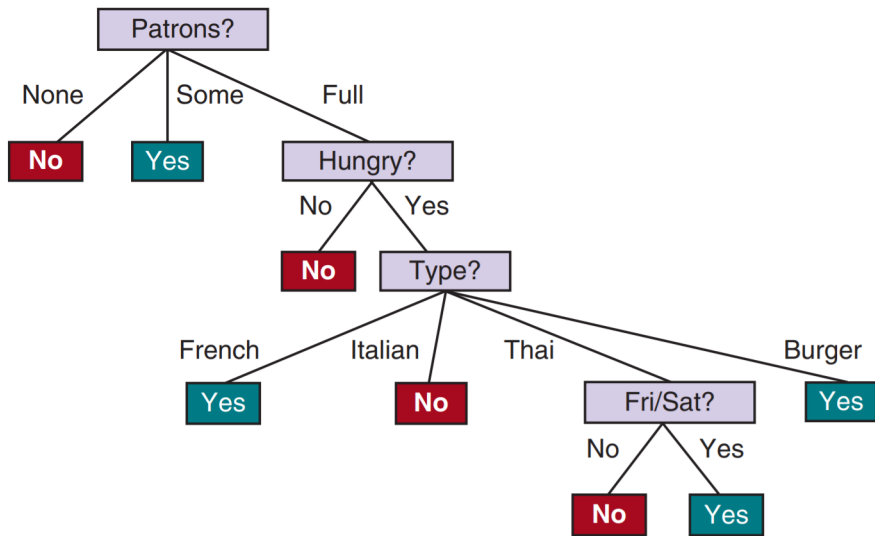 Patrons?
None Some Full
No Yes Hungry?
No Yes
No Type?
French Italian Thai Burger
Yes No Fri/Sat? Yes
No Yes
No Yes